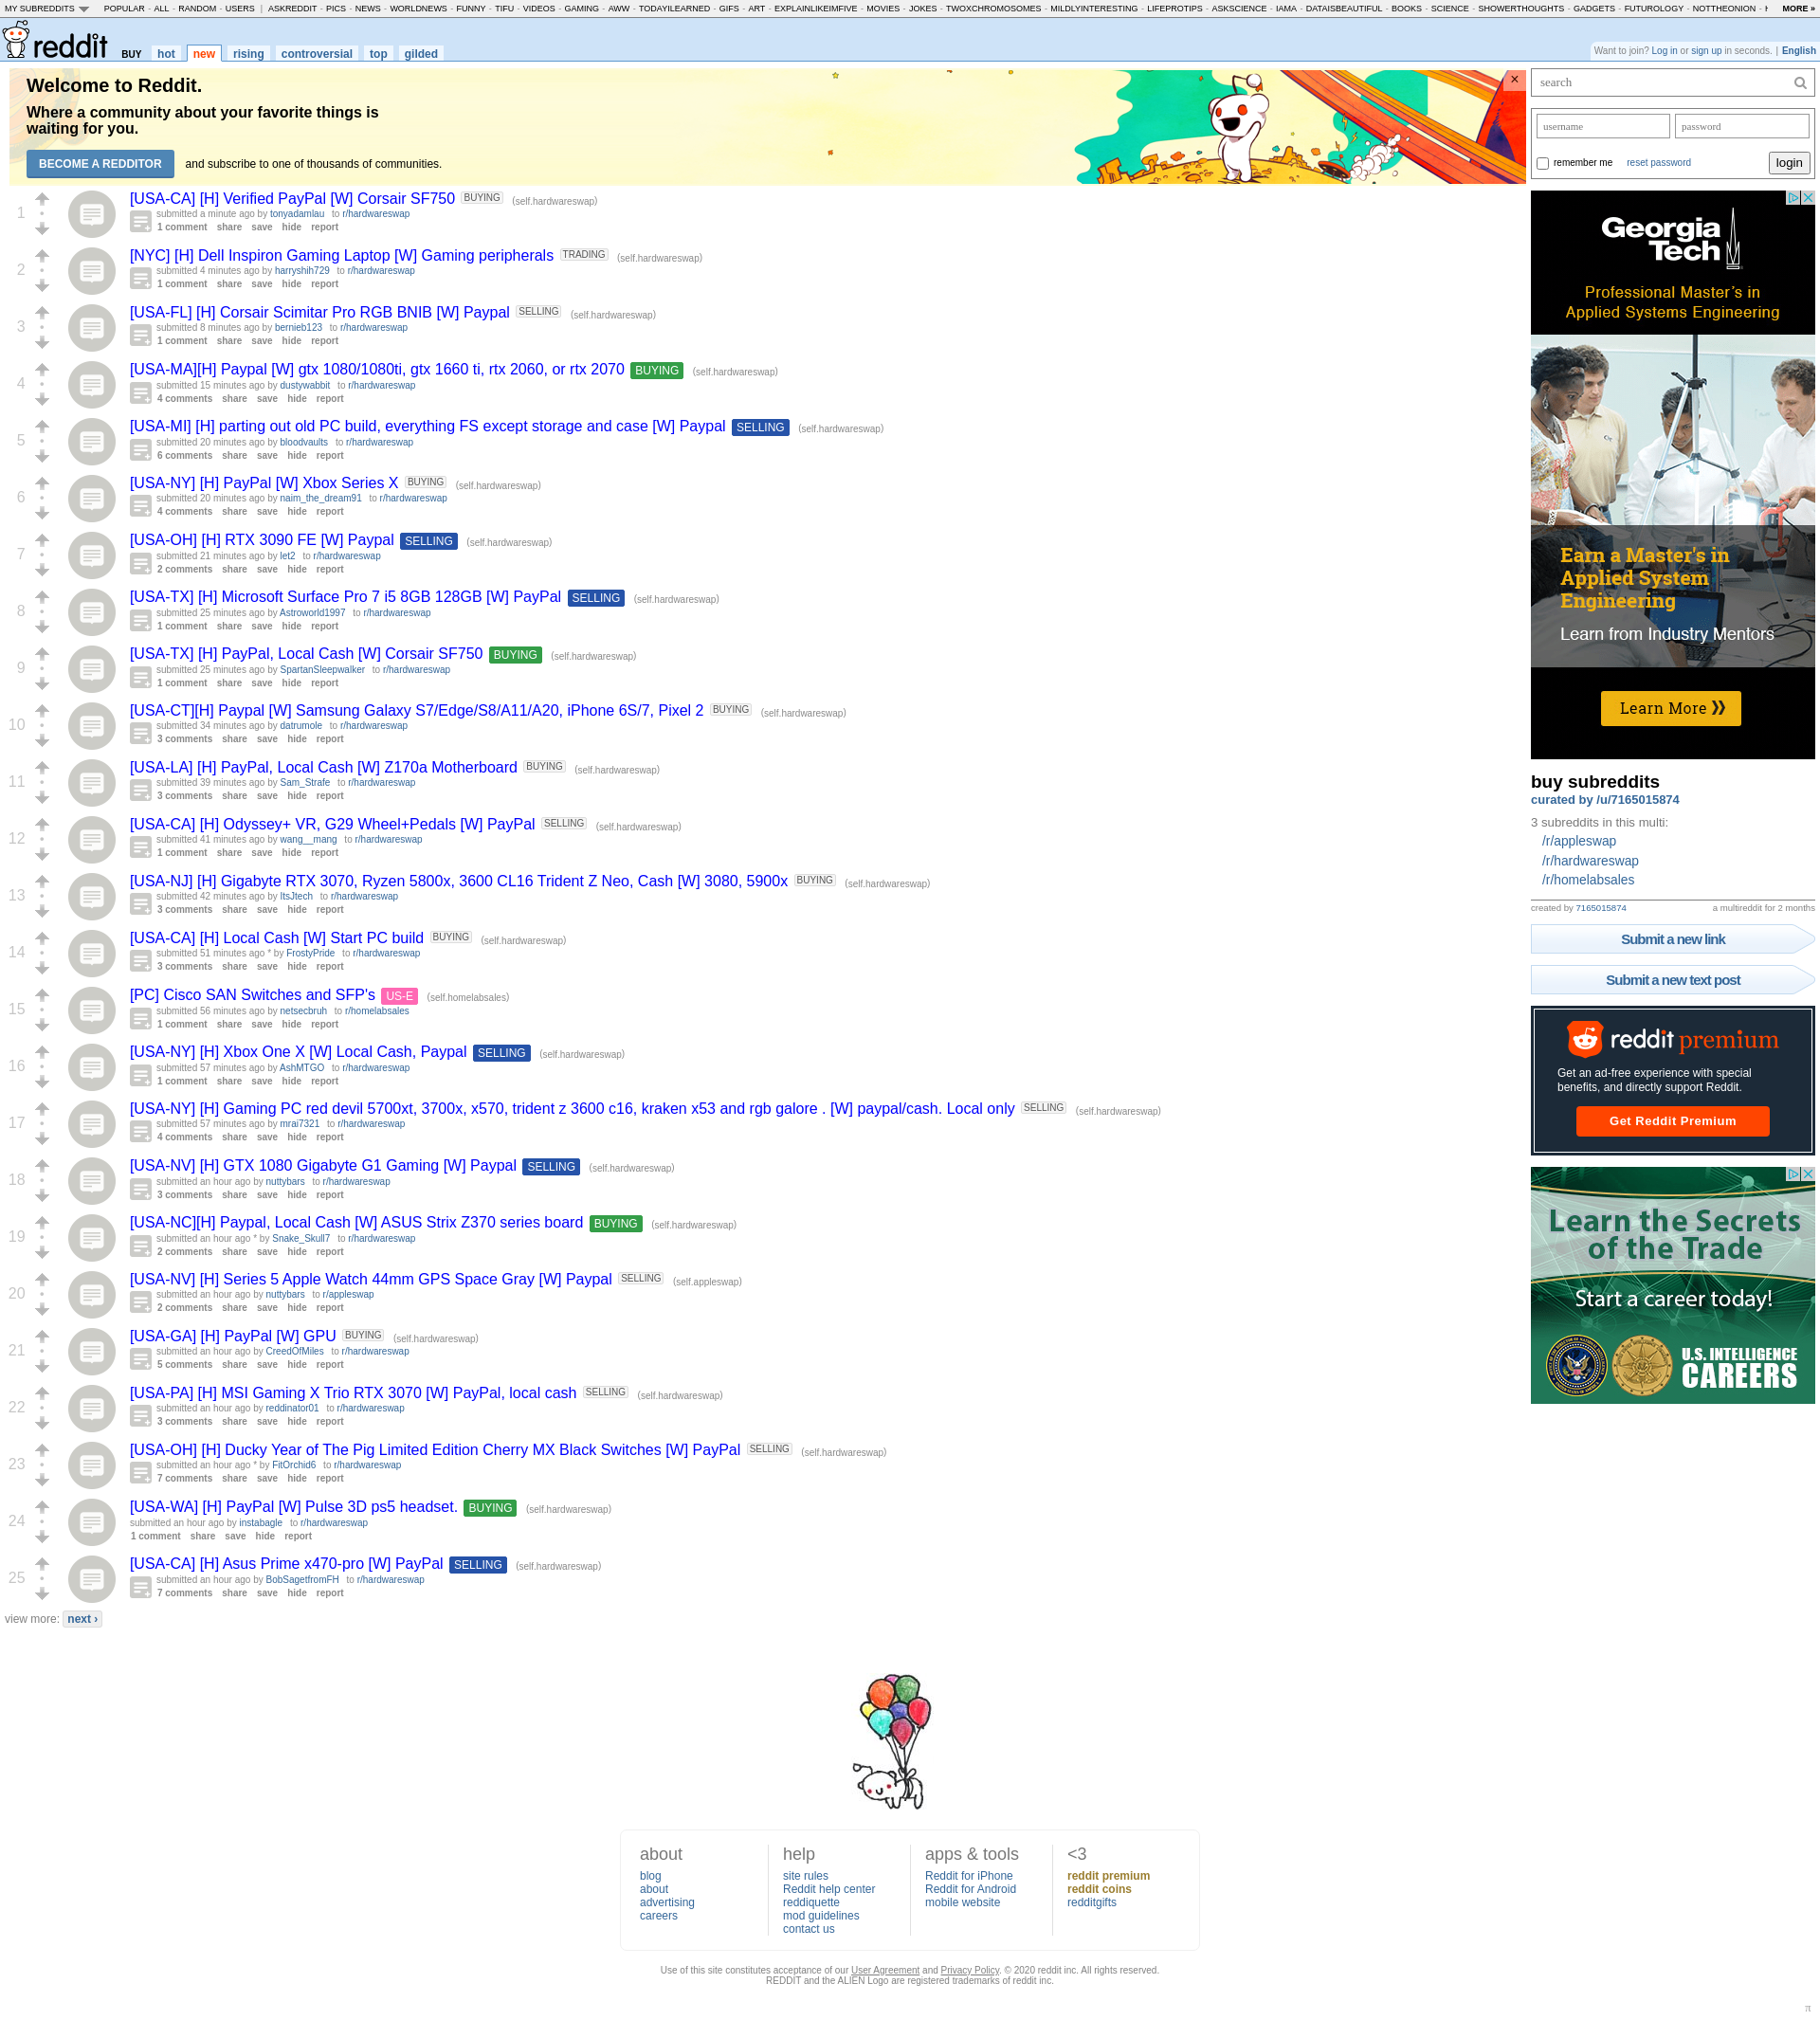 MY SUBREDDITS POPULAR - ALL - RANDOM - USERS | ASKREDDIT - PICS - NEWS - WORLDNEWS - FUNNY - TIFU - VIDEOS - GAMING - AWW - TODAYILEARNED - GIFS - ART - EXPLAINLIKEIMFIVE - MOVIES - JOKES - TWOXCHROMOSOMES - MILDLYINTERESTING - LIFEPROTIPS - ASKSCIENCE - IAMA - DATAISBEAUTIFUL - BOOKS - SCIENCE - SHOWERTHOUGHTS - GADGETS - FUTUROLOGY - NOTTHEONION - MORE »
reddit BUY hot new rising controversial top gilded
Want to join? Log in or sign up in seconds. | English
Welcome to Reddit.
Where a community about your favorite things is
waiting for you.
BECOME A REDDITOR and subscribe to one of thousands of communities.
1
[USA-CA] [H] Verified PayPal [W] Corsair SF750 BUYING (self.hardwareswap)
submitted a minute ago by tonyadamlau to r/hardwareswap
1 comment share save hide report
2
[NYC] [H] Dell Inspiron Gaming Laptop [W] Gaming peripherals TRADING (self.hardwareswap)
submitted 4 minutes ago by harryshih729 to r/hardwareswap
1 comment share save hide report
3
[USA-FL] [H] Corsair Scimitar Pro RGB BNIB [W] Paypal SELLING (self.hardwareswap)
submitted 8 minutes ago by bernieb123 to r/hardwareswap
1 comment share save hide report
4
[USA-MA][H] Paypal [W] gtx 1080/1080ti, gtx 1660 ti, rtx 2060, or rtx 2070 BUYING (self.hardwareswap)
submitted 15 minutes ago by dustywabbit to r/hardwareswap
4 comments share save hide report
5
[USA-MI] [H] parting out old PC build, everything FS except storage and case [W] Paypal SELLING (self.hardwareswap)
submitted 20 minutes ago by bloodvaults to r/hardwareswap
6 comments share save hide report
6
[USA-NY] [H] PayPal [W] Xbox Series X BUYING (self.hardwareswap)
submitted 20 minutes ago by naim_the_dream91 to r/hardwareswap
4 comments share save hide report
7
[USA-OH] [H] RTX 3090 FE [W] Paypal SELLING (self.hardwareswap)
submitted 21 minutes ago by let2 to r/hardwareswap
2 comments share save hide report
8
[USA-TX] [H] Microsoft Surface Pro 7 i5 8GB 128GB [W] PayPal SELLING (self.hardwareswap)
submitted 25 minutes ago by Astroworld1997 to r/hardwareswap
1 comment share save hide report
9
[USA-TX] [H] PayPal, Local Cash [W] Corsair SF750 BUYING (self.hardwareswap)
submitted 25 minutes ago by SpartanSleepwalker to r/hardwareswap
1 comment share save hide report
10
[USA-CT][H] Paypal [W] Samsung Galaxy S7/Edge/S8/A11/A20, iPhone 6S/7, Pixel 2 BUYING (self.hardwareswap)
submitted 34 minutes ago by datrumole to r/hardwareswap
3 comments share save hide report
11
[USA-LA] [H] PayPal, Local Cash [W] Z170a Motherboard BUYING (self.hardwareswap)
submitted 39 minutes ago by Sam_Strafe to r/hardwareswap
3 comments share save hide report
12
[USA-CA] [H] Odyssey+ VR, G29 Wheel+Pedals [W] PayPal SELLING (self.hardwareswap)
submitted 41 minutes ago by wang__mang to r/hardwareswap
1 comment share save hide report
13
[USA-NJ] [H] Gigabyte RTX 3070, Ryzen 5800x, 3600 CL16 Trident Z Neo, Cash [W] 3080, 5900x BUYING (self.hardwareswap)
submitted 42 minutes ago by ItsJtech to r/hardwareswap
3 comments share save hide report
14
[USA-CA] [H] Local Cash [W] Start PC build BUYING (self.hardwareswap)
submitted 51 minutes ago * by FrostyPride to r/hardwareswap
3 comments share save hide report
15
[PC] Cisco SAN Switches and SFP's US-E (self.homelabsales)
submitted 56 minutes ago by netsecbruh to r/homelabsales
1 comment share save hide report
16
[USA-NY] [H] Xbox One X [W] Local Cash, Paypal SELLING (self.hardwareswap)
submitted 57 minutes ago by AshMTGO to r/hardwareswap
1 comment share save hide report
17
[USA-NY] [H] Gaming PC red devil 5700xt, 3700x, x570, trident z 3600 c16, kraken x53 and rgb galore . [W] paypal/cash. Local only SELLING (self.hardwareswap)
submitted 57 minutes ago by mrai7321 to r/hardwareswap
4 comments share save hide report
18
[USA-NV] [H] GTX 1080 Gigabyte G1 Gaming [W] Paypal SELLING (self.hardwareswap)
submitted an hour ago by nuttybars to r/hardwareswap
3 comments share save hide report
19
[USA-NC][H] Paypal, Local Cash [W] ASUS Strix Z370 series board BUYING (self.hardwareswap)
submitted an hour ago * by Snake_Skull7 to r/hardwareswap
2 comments share save hide report
20
[USA-NV] [H] Series 5 Apple Watch 44mm GPS Space Gray [W] Paypal SELLING (self.appleswap)
submitted an hour ago by nuttybars to r/appleswap
2 comments share save hide report
21
[USA-GA] [H] PayPal [W] GPU BUYING (self.hardwareswap)
submitted an hour ago by CreedOfMiles to r/hardwareswap
5 comments share save hide report
22
[USA-PA] [H] MSI Gaming X Trio RTX 3070 [W] PayPal, local cash SELLING (self.hardwareswap)
submitted an hour ago by reddinator01 to r/hardwareswap
3 comments share save hide report
23
[USA-OH] [H] Ducky Year of The Pig Limited Edition Cherry MX Black Switches [W] PayPal SELLING (self.hardwareswap)
submitted an hour ago * by FitOrchid6 to r/hardwareswap
7 comments share save hide report
24
[USA-WA] [H] PayPal [W] Pulse 3D ps5 headset. BUYING (self.hardwareswap)
submitted an hour ago by instabagle to r/hardwareswap
1 comment share save hide report
25
[USA-CA] [H] Asus Prime x470-pro [W] PayPal SELLING (self.hardwareswap)
submitted an hour ago by BobSagetfromFH to r/hardwareswap
7 comments share save hide report
view more: next ›
search
username password
remember me reset password login
Georgia
Tech
Professional Master's in
Applied Systems Engineering
Earn a Master's in
Applied System
Engineering
Learn from Industry Mentors
Learn More
buy subreddits
curated by /u/7165015874
3 subreddits in this multi:
/r/appleswap
/r/hardwareswap
/r/homelabsales
created by 7165015874 a multireddit for 2 months
Submit a new link
Submit a new text post
reddit premium
Get an ad-free experience with special
benefits, and directly support Reddit.
Get Reddit Premium
Learn the Secrets
of the Trade
Start a career today!
U.S. INTELLIGENCE
CAREERS
about
blog
about
advertising
careers
help
site rules
Reddit help center
reddiquette
mod guidelines
contact us
apps & tools
Reddit for iPhone
Reddit for Android
mobile website
<3
reddit premium
reddit coins
redditgifts
Use of this site constitutes acceptance of our User Agreement and Privacy Policy. © 2020 reddit inc. All rights reserved.
REDDIT and the ALIEN Logo are registered trademarks of reddit inc.
π